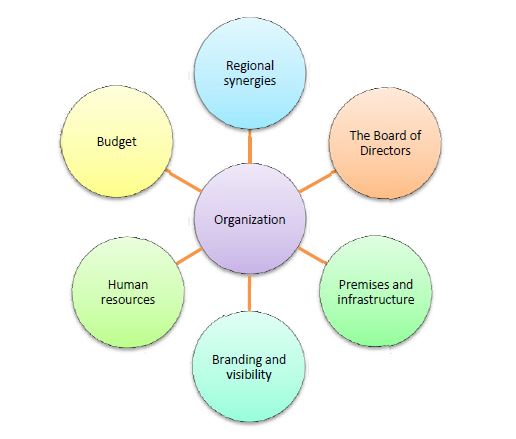 Regional
synergies
The Board of
Directors
Budget
Organization
Human
resources
Premises and
infrastructure
Branding and
visibility